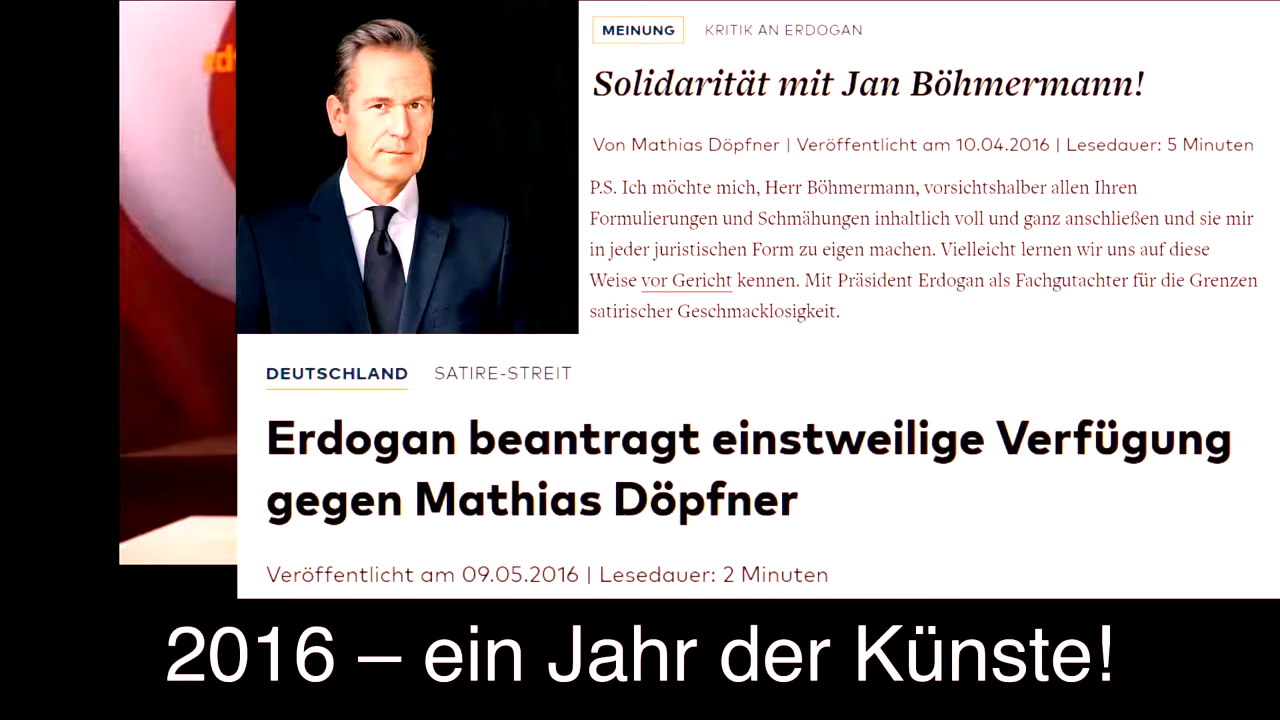 MEINUNG KRITIK AN ERDOGAN
Solidarität mit Jan Böhmermann!
Von Mathias Döpfner | Veröffentlicht am 10.04.2016 | Lesedauer: 5 Minuten
P.S. Ich möchte mich, Herr Böhmermann, vorsichtshalber allen Ihren
Formulierungen und Schmähungen inhaltlich voll und ganz anschließen und sie mir
in jeder juristischen Form zu eigen machen. Vielleicht lernen wir uns auf diese
Weise vor Gericht kennen. Mit Präsident Erdogan als Fachgutachter für die Grenzen
satirischer Geschmacklosigkeit.
DEUTSCHLAND SATIRE-STREIT
Erdogan beantragt einstweilige Verfügung
gegen Mathias Döpfner
Veröffentlicht am 09.05.2016 | Lesedauer: 2 Minuten
2016 – ein Jahr der Künste!